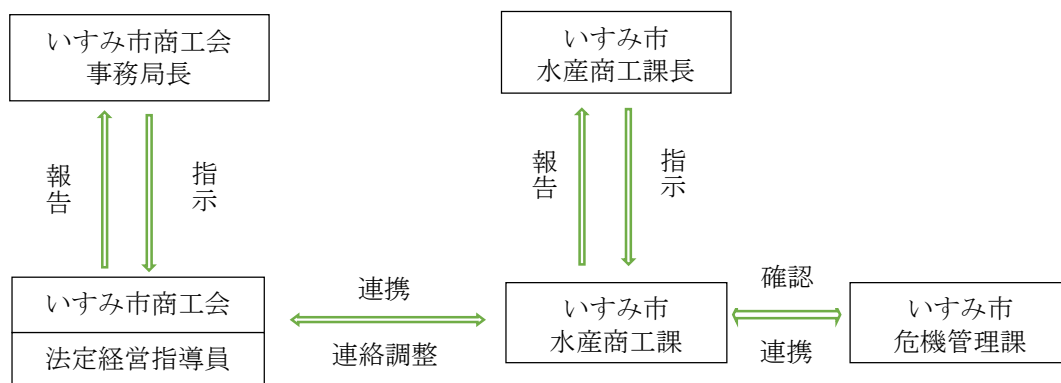 いすみ市商工会
事務局長
いすみ市
水産商工課長
報告
指示
報告
指示
いすみ市商工会
法定経営指導員
連携
連絡調整
いすみ市
水産商工課
確認
連携
いすみ市
危機管理課